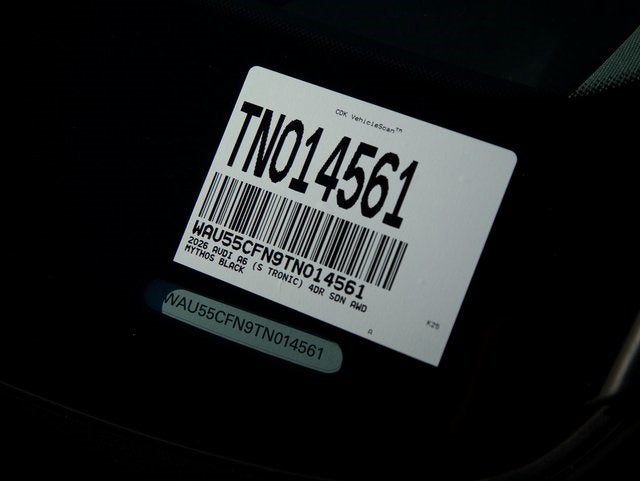 CDK VehicleScan™
TN014561
WAU55CFN9TN014561
2026 AUDI A6 (S TRONIC) 4DR SDN AWD
MYTHOS BLACK
A
K25
WAU55CFN9TN014561